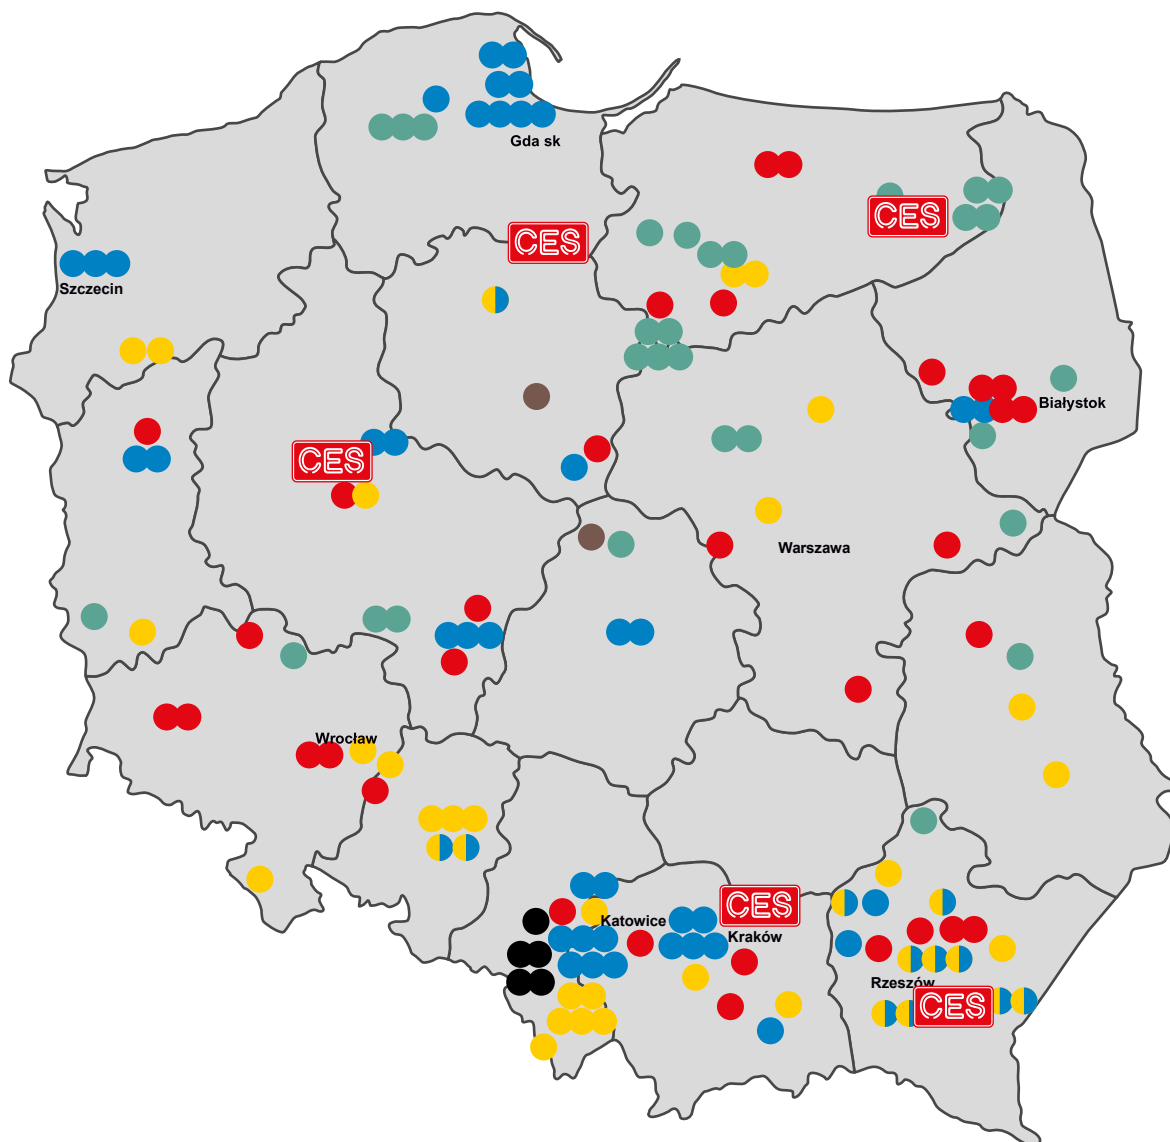 Gda sk
CES
CES
Szczecin
Białystok
CES
Warszawa
Wrocław
CES
Katowice
Kraków
Rzeszów
CES